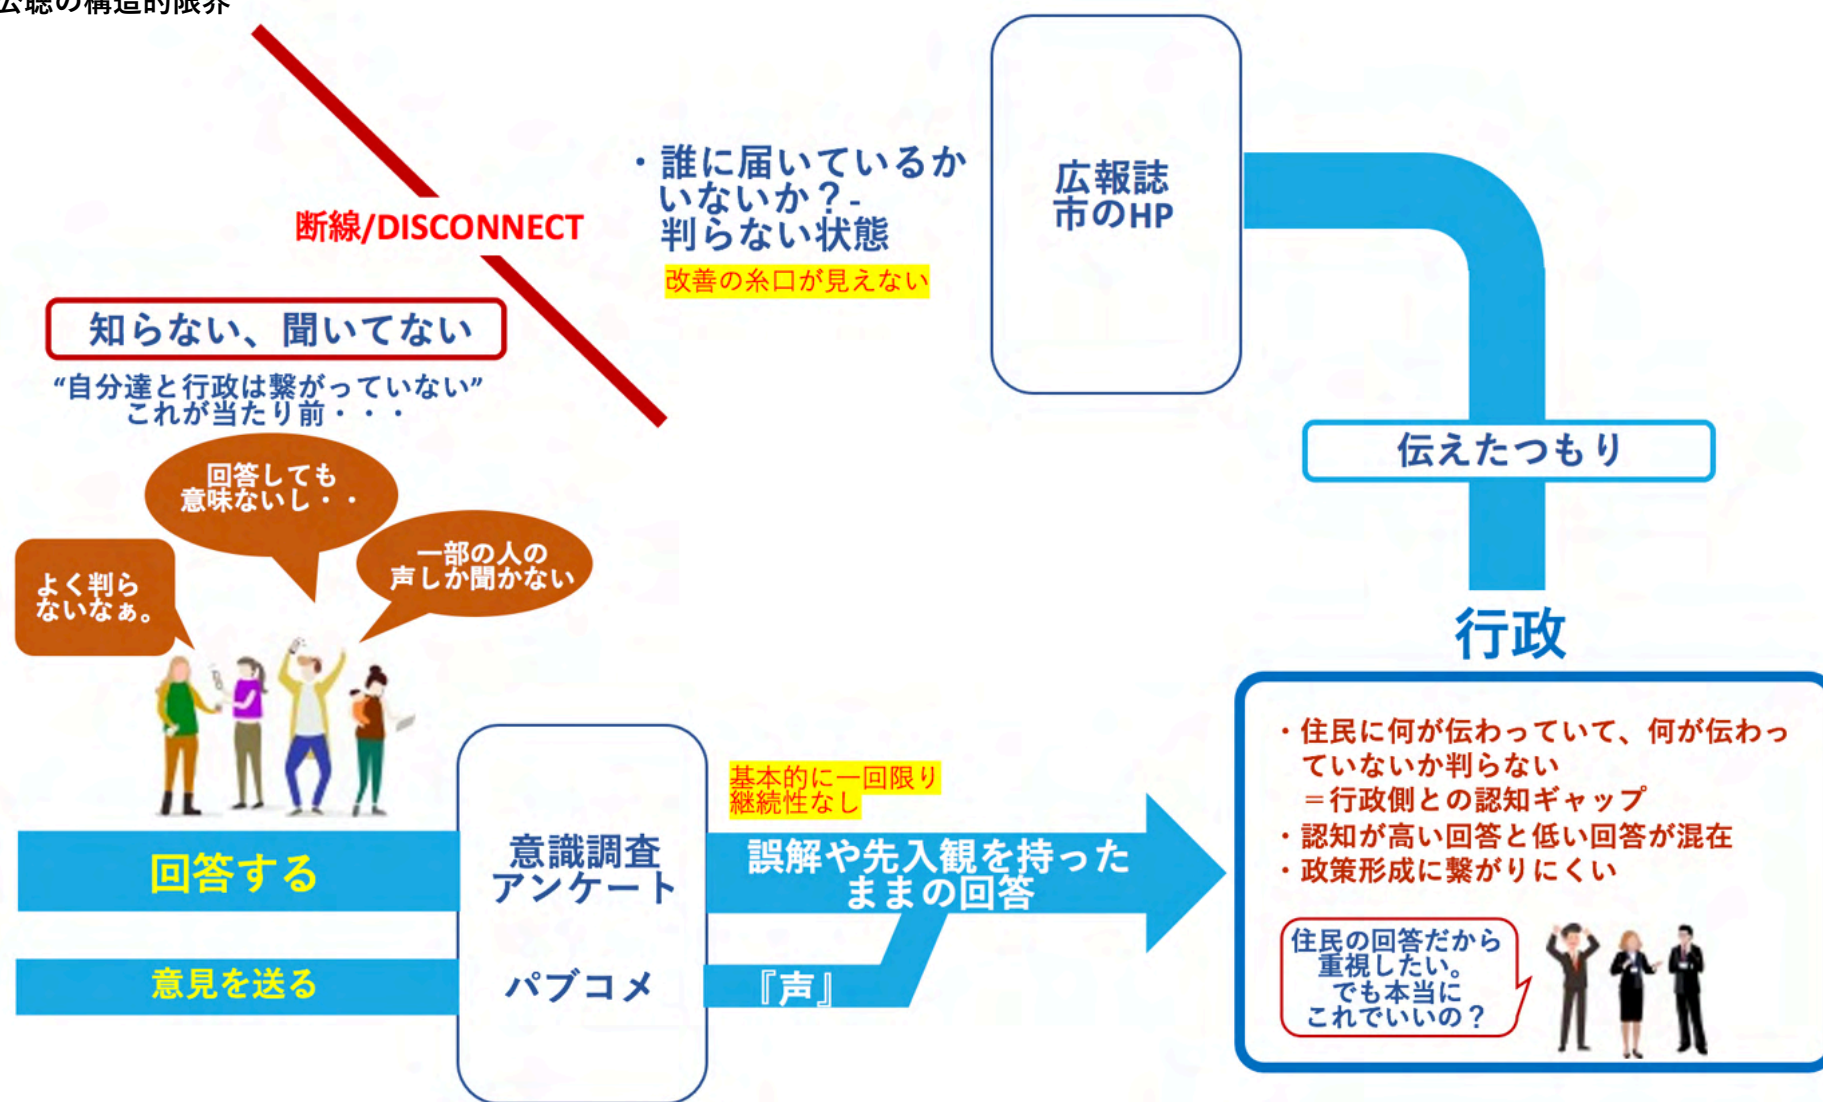 公聴の構造的限界
断線/DISCONNECT
・誰に届いているか
いないか？-
判らない状態
改善の糸口が見えない
広報誌
市のHP
伝えたつもり
知らない、聞いてない
“自分達と行政は繋がっていない”
これが当たり前・・・
回答しても
意味ないし・・
一部の人の
声しか聞かない
よく判ら
ないなぁ。
回答する
意見を送る
意識調査
アンケート
パブコメ
基本的に一回限り
継続性なし
誤解や先入観を持った
ままの回答
『声』
行政
・住民に何が伝わっていて、何が伝わっ
ていないか判らない
＝行政側との認知ギャップ
・認知が高い回答と低い回答が混在
・政策形成に繋がりにくい
住民の回答だから
重視したい。
でも本当に
これでいいの？